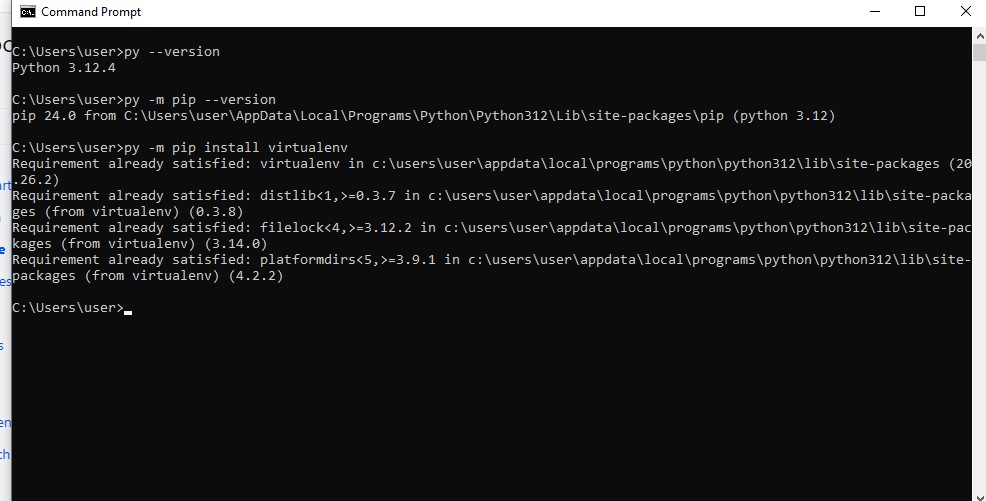 Command Prompt
C:\Users\user>py --version
Python 3.12.4
C:\Users\user>py -m pip --version
pip 24.0 from C:\Users\user\AppData\Local\Programs\Python\Python312\Lib\site-packages\pip (python 3.12)
C:\Users\user>py -m pip install virtualenv
Requirement already satisfied: virtualenv in c:\users\user\appdata\local\programs\python\python312\lib\site-packages (20
.26.2)
Requirement already satisfied: distlib<1,>=0.3.7 in c:\users\user\appdata\local\programs\python\python312\lib\site-packa
ges (from virtualenv) (0.3.8)
Requirement already satisfied: filelock<4,>=3.12.2 in c:\users\user\appdata\local\programs\python\python312\lib\site-pac
kages (from virtualenv) (3.14.0)
Requirement already satisfied: platformdirs<5,>=3.9.1 in c:\users\user\appdata\local\programs\python\python312\lib\site-
packages (from virtualenv) (4.2.2)
C:\Users\user>